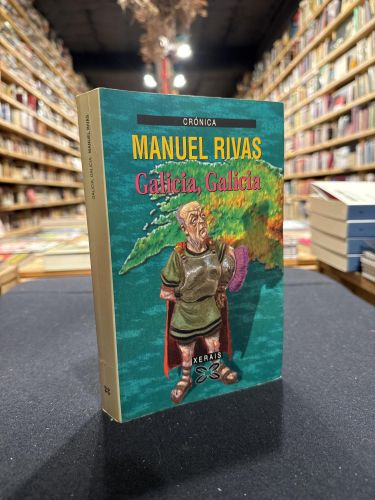 CRÓNICA
MANUEL RIVAS
Galicia, Galicia
XERAIS
GALICIA, GALICIA MANUEL RIVAS